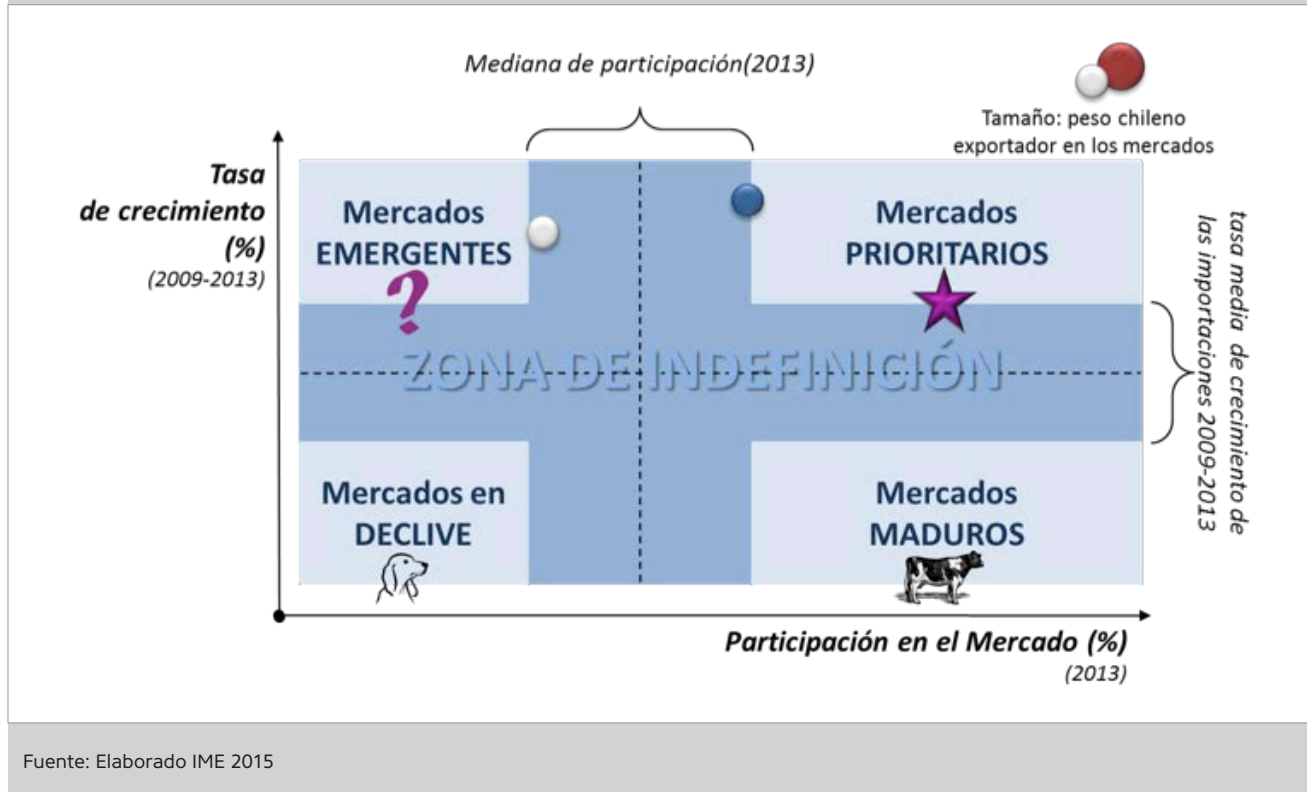 Mediana de participación(2013)
Tamaño: peso chileno
exportador en los mercados
Tasa
de crecimiento
(%)
(2009-2013)
Mercados
EMERGENTES
?
Mercados
PRIORITARIOS
ZONA DE INDEFINICIÓN
tasa media de crecimiento de
las importaciones 2009-2013
Mercados en
DECLIVE
Mercados
MADUROS
Participación en el Mercado (%)
(2013)
Fuente: Elaborado IME 2015